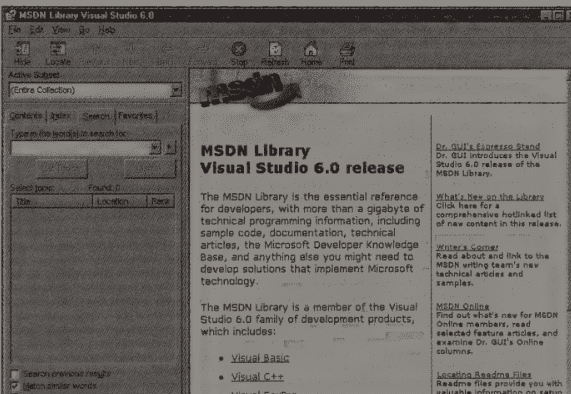 MSDN Library Visual Studio 6.0
File Edit View Go Help
Hide Locate Stop Refresh Home Print
Active Subset
(Entire Collection)
Contents Index Search Favorites
Type in the word(s) to search for:
Select topic: Found: 0
Title Location Rank
Search previous results
Match similar words
msdn
MSDN Library
Visual Studio 6.0 release
The MSDN Library is the essential reference
for developers, with more than a gigabyte of
technical programming information, including
sample code, documentation, technical
articles, the Microsoft Developer Knowledge
Base, and anything else you might need to
develop solutions that implement Microsoft
technology.
The MSDN Library is a member of the Visual
Studio 6.0 family of development products,
which includes:
Visual Basic
Visual C++
Dr. GUI's Espresso Stand
Dr. GUI introduces the Visual
Studio 6.0 release of the
MSDN Library.
What's New on the Library
Click here for a
comprehensive hotlinked list
of new content in this release.
Writer's Corner
Read about and link to the
MSDN writing team's new
technical articles and
samples.
MSDN Online
Find out what's new for MSDN
Online members, read
selected feature articles, and
examine Dr. GUI's Online
columns.
Locating Readme Files
Readme files provide you with
valuable information on setup